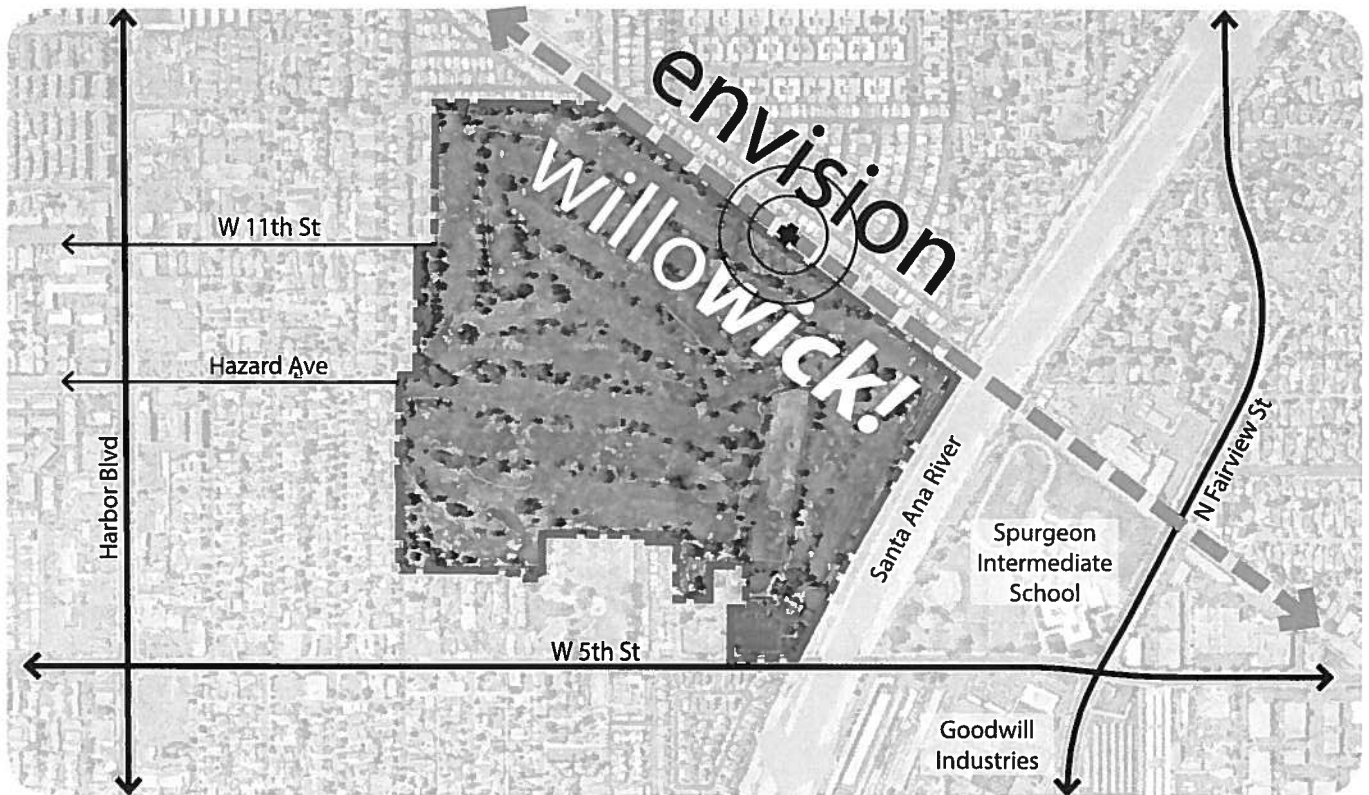 envision
willowick!
W 11th St
Hazard Ave
Harbor Blvd
N Fairview St
Santa Ana River
Spurgeon
Intermediate
School
W 5th St
Goodwill
Industries